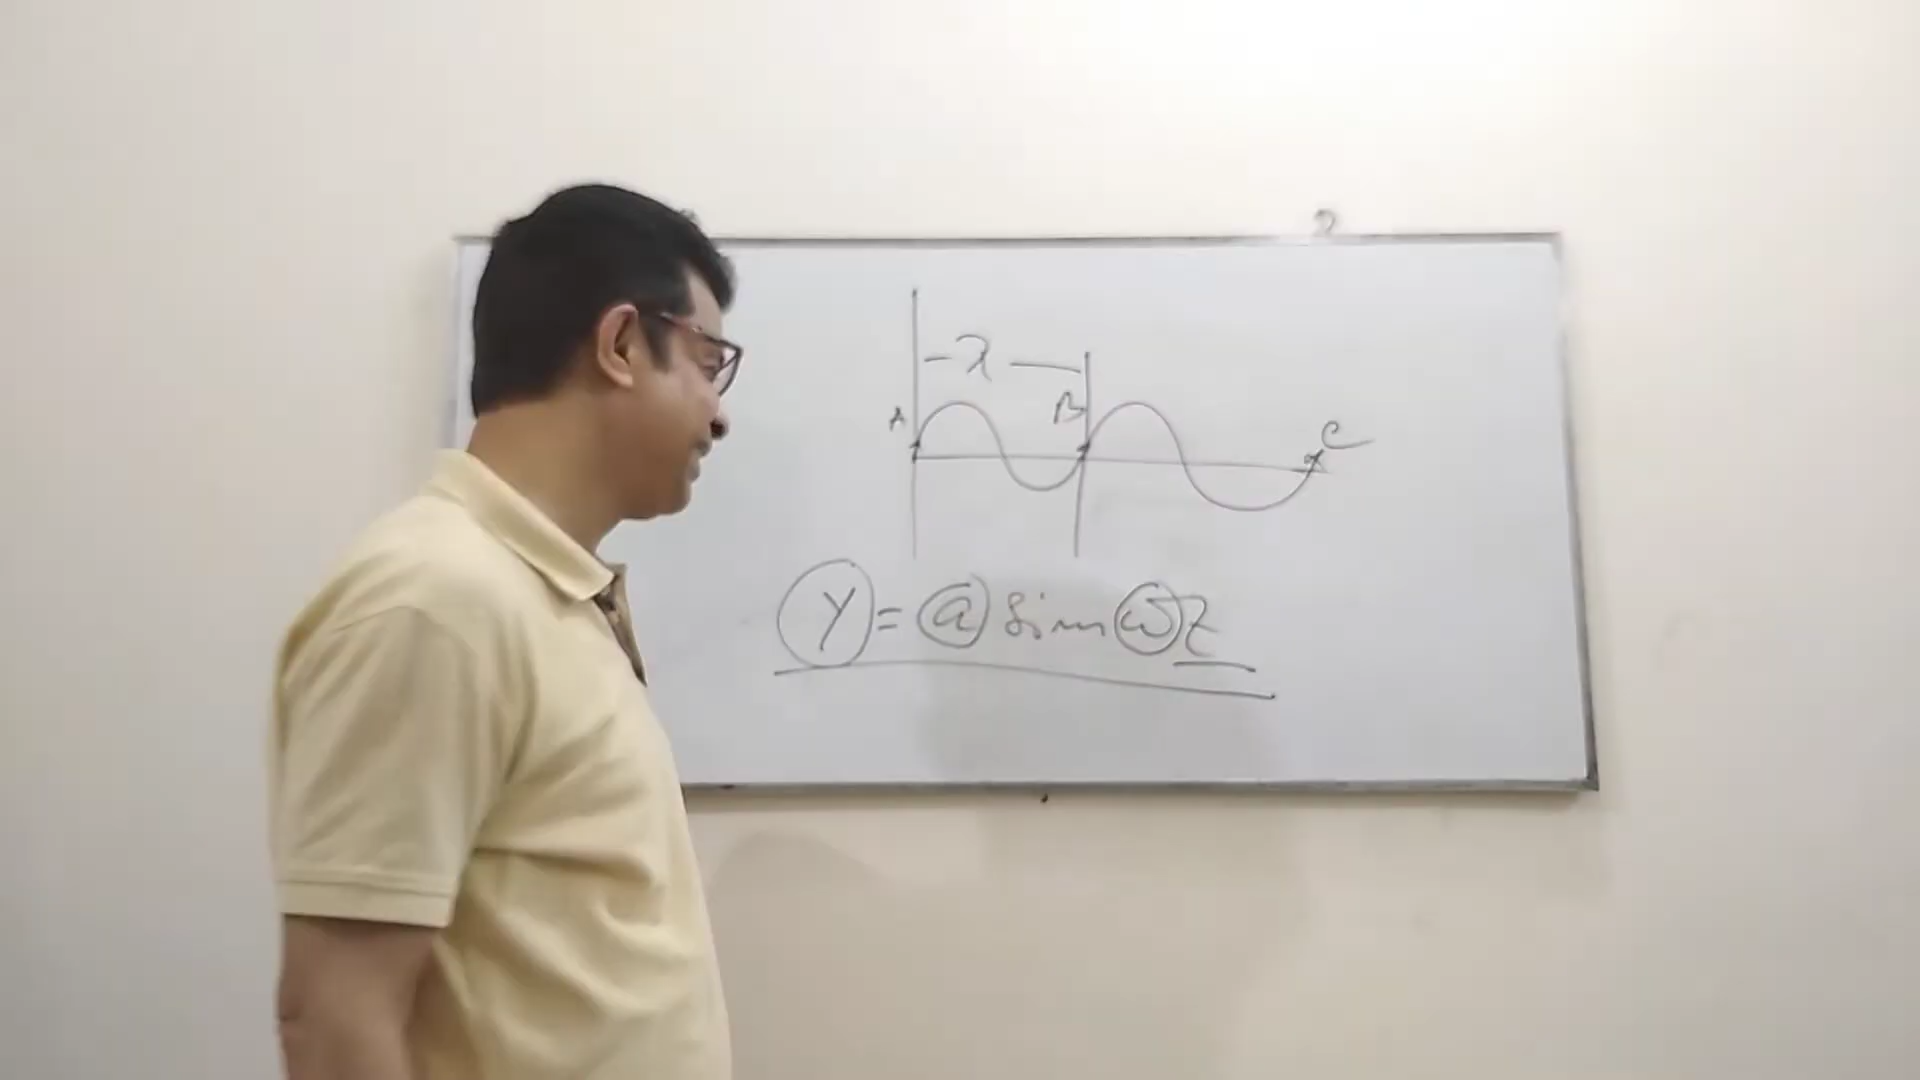 λ
A B C
y = a sin ωt